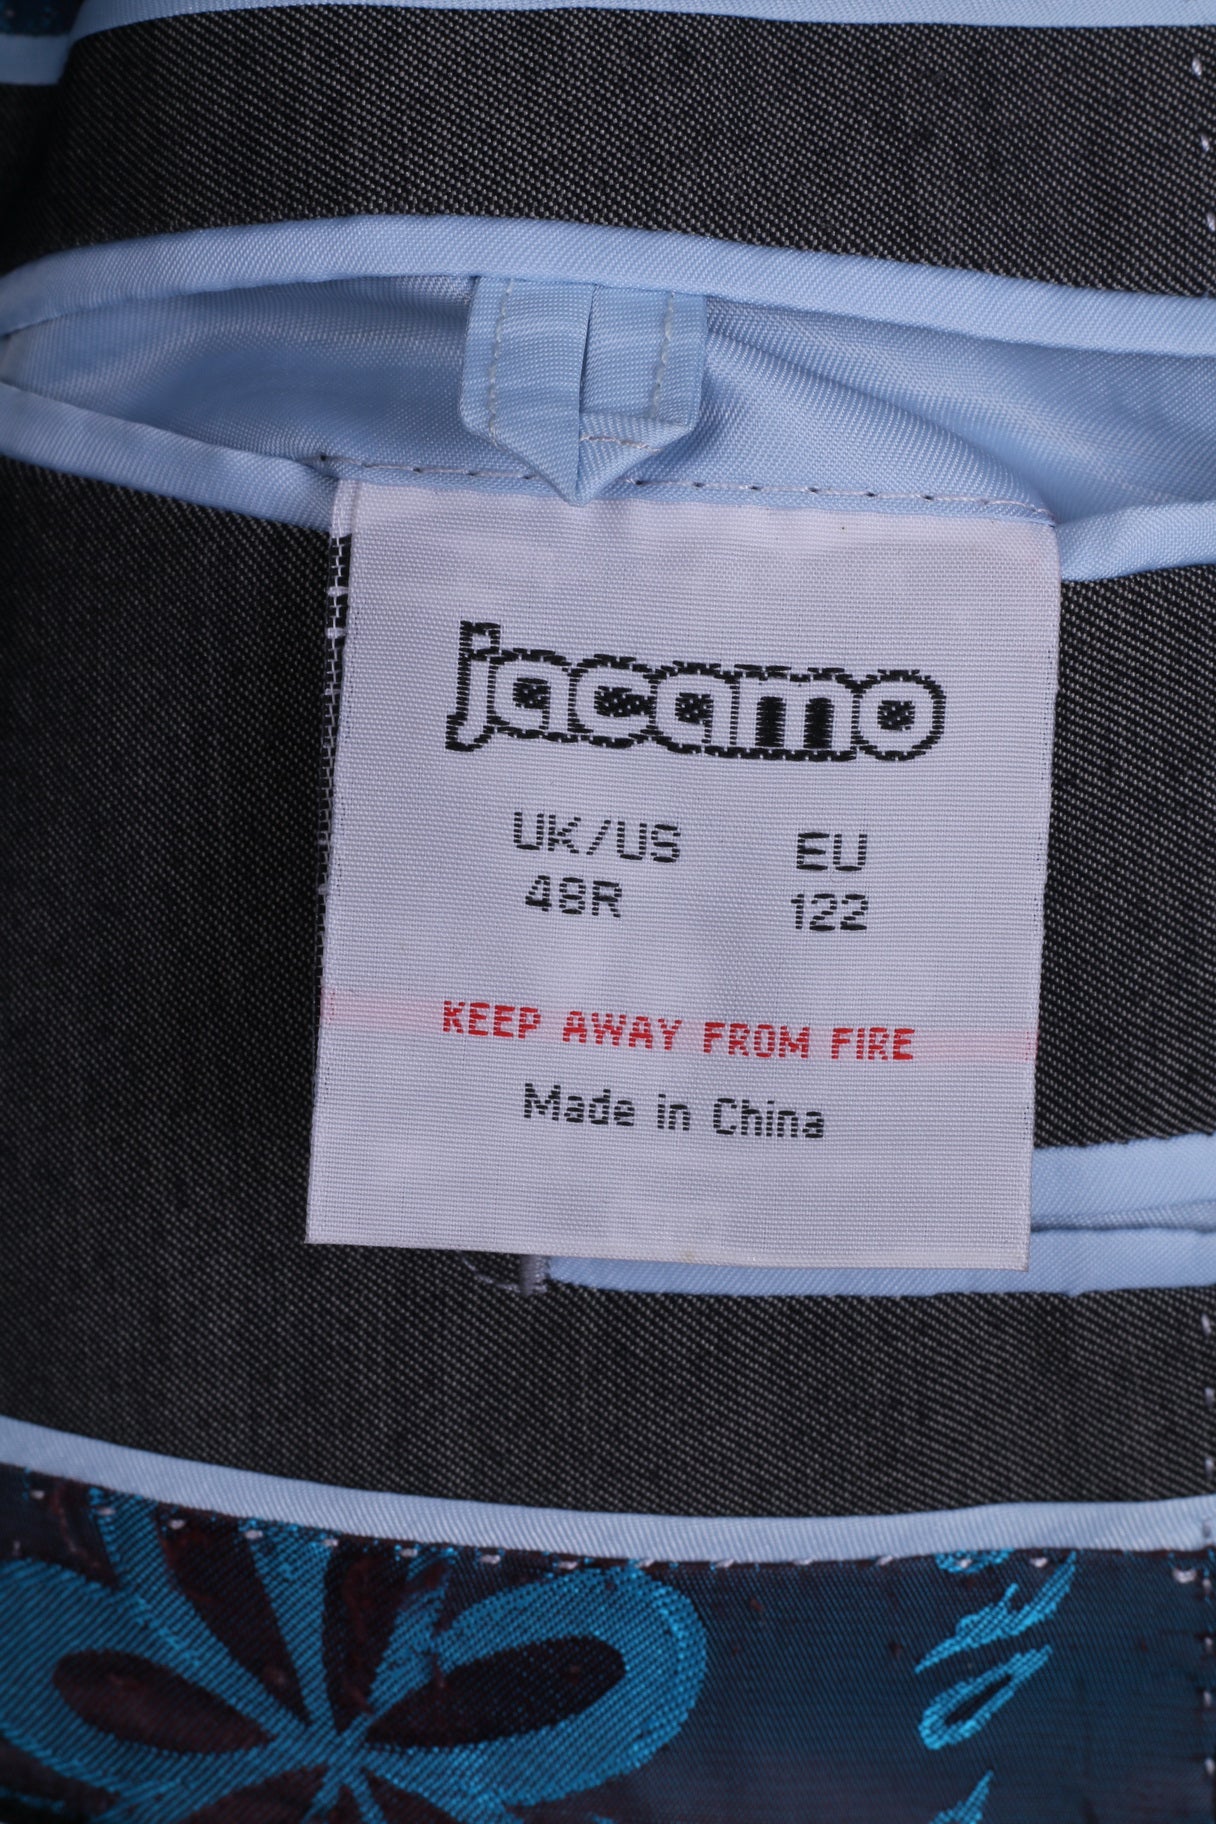 jacamo
UK/US EU
48R 122
KEEP AWAY FROM FIRE
Made in China